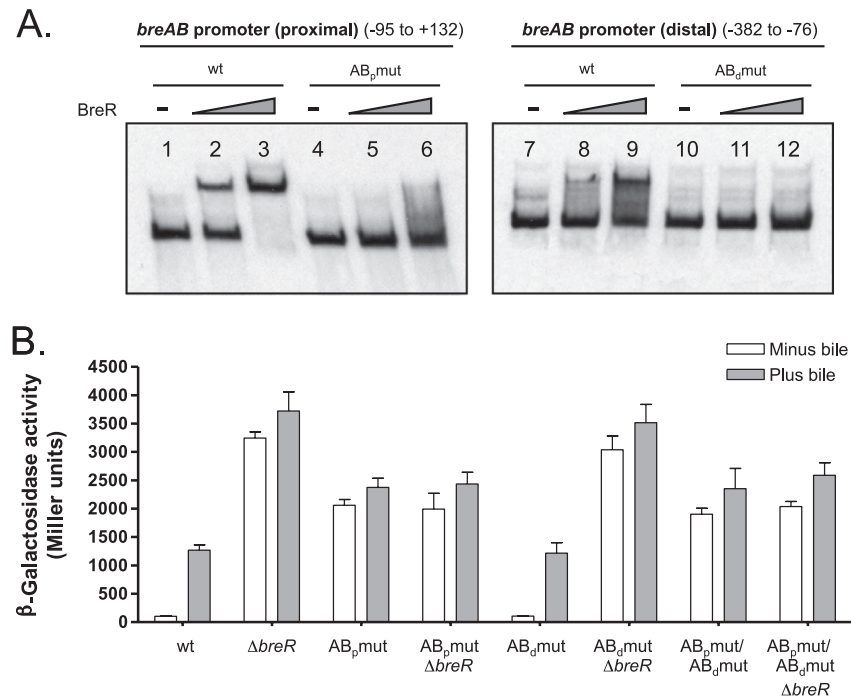 A.
breAB promoter (proximal) (-95 to +132)
breAB promoter (distal) (-382 to -76)
wt
ABpmut
wt
ABdmut
BreR
-
-
-
-
1 2 3 4 5 6
7 8 9 10 11 12
B.
Minus bile
Plus bile
β-Galactosidase activity
(Miller units)
4500
4000
3500
3000
2500
2000
1500
1000
500
0
wt
ΔbreR
ABpmut
ABpmut
ΔbreR
ABdmut
ABdmut
ΔbreR
ABpmut/
ABdmut
ABpmut/
ABdmut
ΔbreR